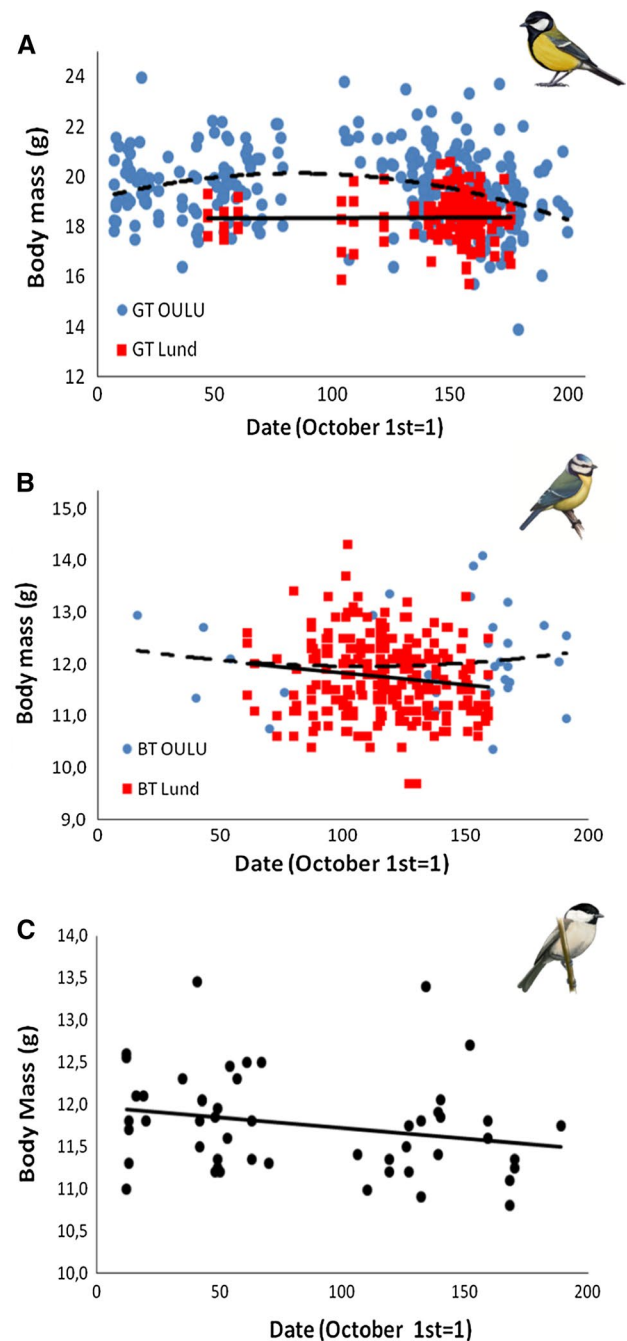 A
Body mass (g)
24
22
20
18
16
14
12
GT OULU
GT Lund
0 50 100 150 200
Date (October 1st=1)
B
Body mass (g)
15,0
14,0
13,0
12,0
11,0
10,0
9,0
BT OULU
BT Lund
0 50 100 150 200
Date (October 1st=1)
C
Body Mass (g)
14,0
13,5
13,0
12,5
12,0
11,5
11,0
10,5
10,0
0 50 100 150 200
Date (October 1st=1)